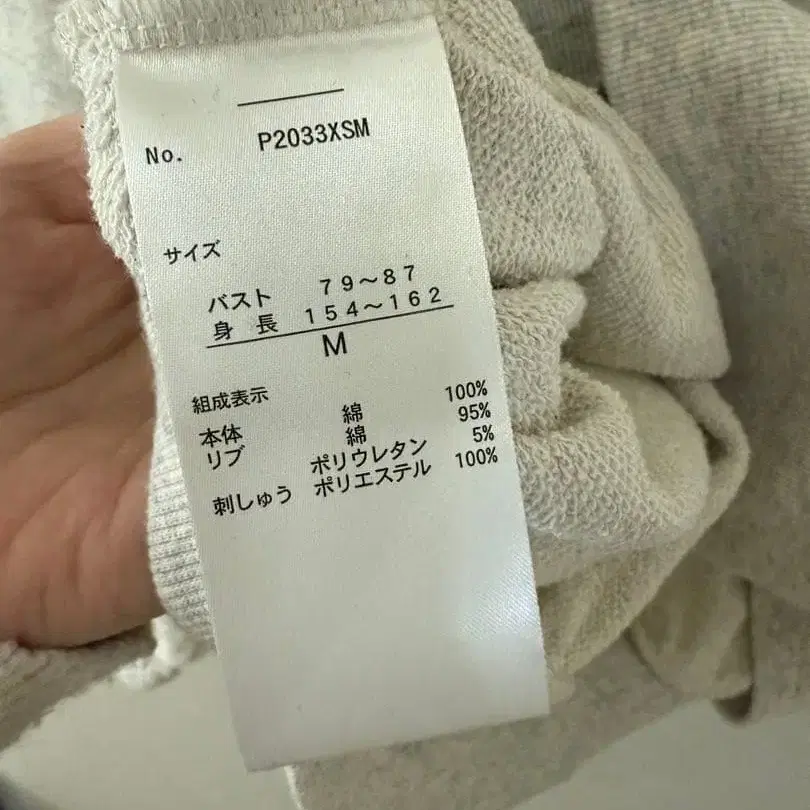 No. P2033XSM
サイズ
バスト 79～87
身長 154～162
M
組成表示
本体 綿 100%
リブ 綿 95%
ポリウレタン 5%
刺しゅう ポリエステル 100%